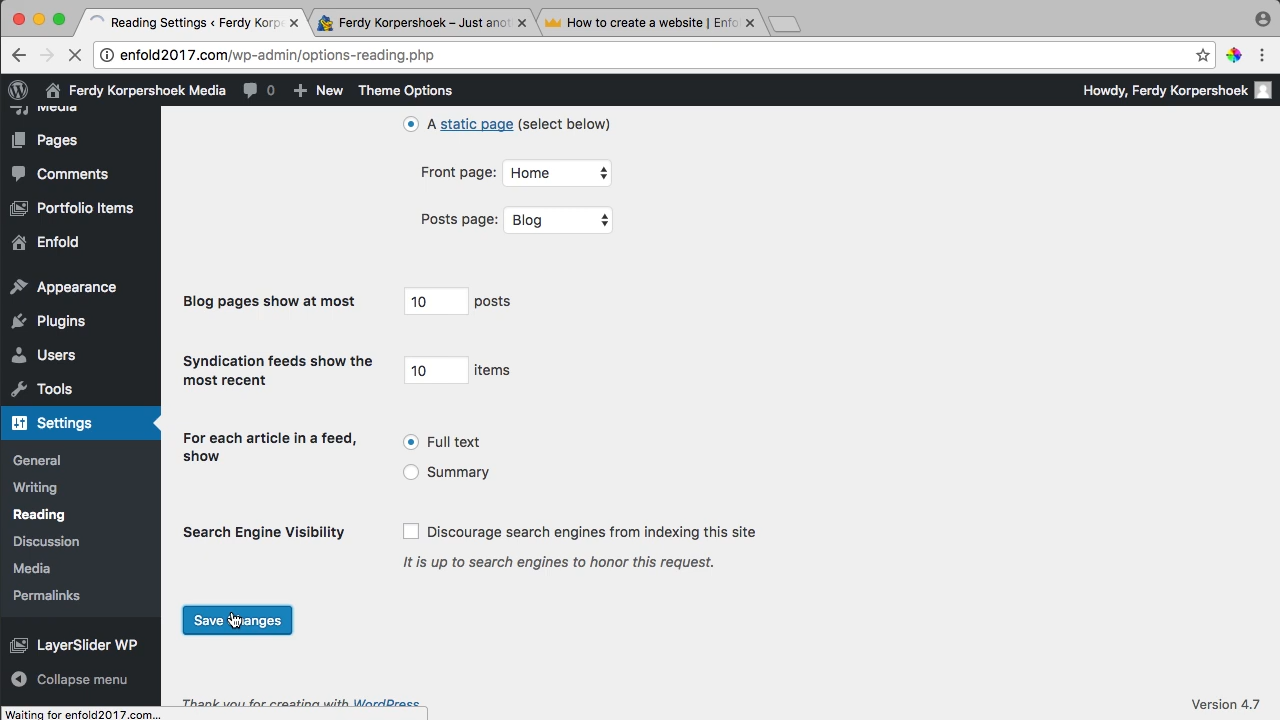 Reading Settings ‹ Ferdy Korpe
Ferdy Korpershoek – Just anot
How to create a website | Enfo
enfold2017.com/wp-admin/options-reading.php
Ferdy Korpershoek Media
0
New
Theme Options
Howdy, Ferdy Korpershoek
Media
Pages
Comments
Portfolio Items
Enfold
Appearance
Plugins
Users
Tools
Settings
General
Writing
Reading
Discussion
Media
Permalinks
LayerSlider WP
Collapse menu
A static page (select below)
Front page: Home
Posts page: Blog
Blog pages show at most 10 posts
Syndication feeds show the
most recent
10 items
For each article in a feed,
show
Full text
Summary
Search Engine Visibility
Discourage search engines from indexing this site
It is up to search engines to honor this request.
Save Changes
Thank you for creating with WordPress
Version 4.7
Waiting for enfold2017.com...